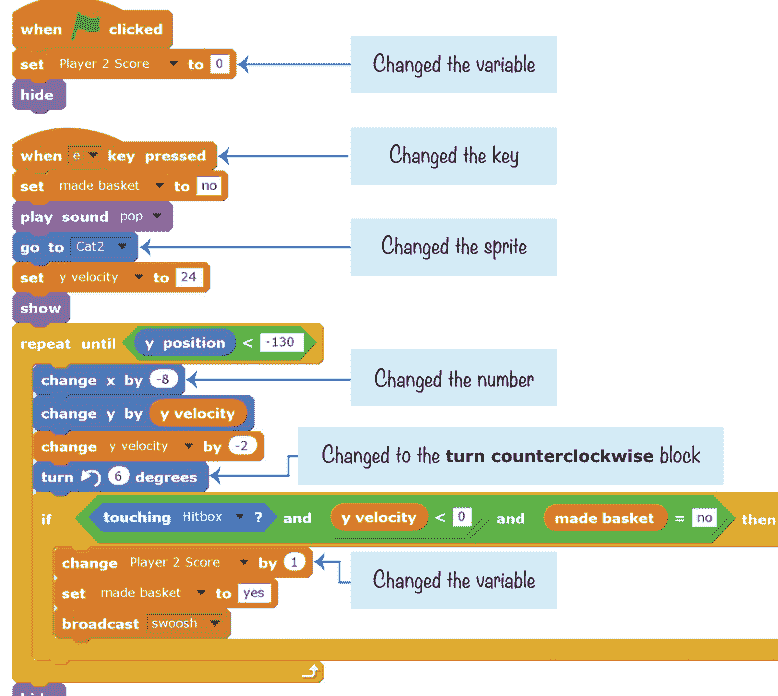 when clicked
set Player 2 Score to 0
Changed the variable
hide
when e key pressed
Changed the key
set made basket to no
play sound pop
go to Cat2
Changed the sprite
set y velocity to 24
show
repeat until y position < -130
change x by -8
Changed the number
change y by y velocity
change y velocity by -2
Changed to the turn counterclockwise block
turn 6 degrees
if touching Hitbox ? and y velocity < 0 and made basket = no then
change Player 2 Score by 1
Changed the variable
set made basket to yes
broadcast swoosh